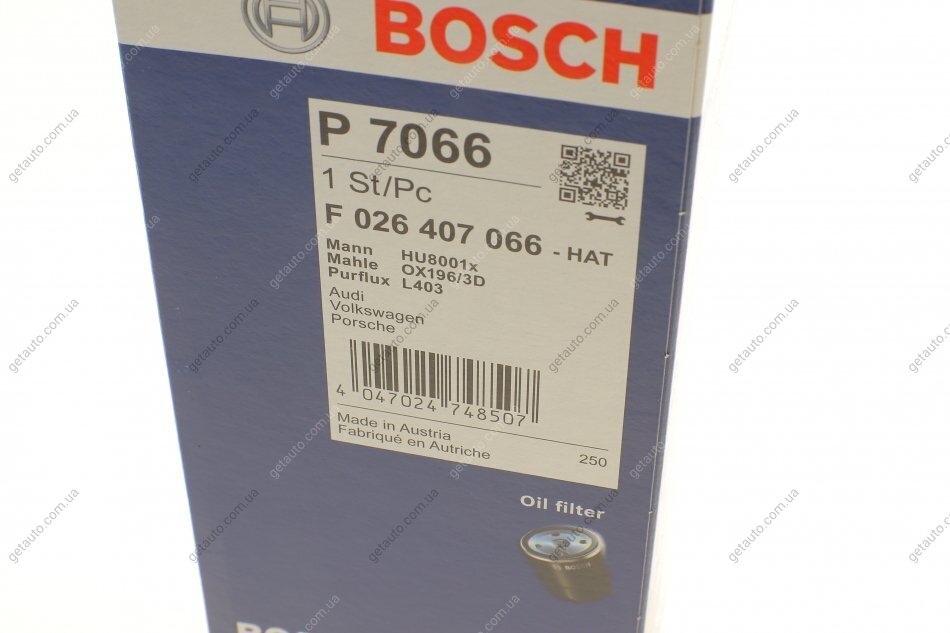 BOSCH
P 7066
1 St/Pc
F 026 407 066 - HAT
Mann HU8001x
Mahle OX196/3D
Purflux L403
Audi
Volkswagen
Porsche
4 047024 748507
Made in Austria
Fabriqué en Autriche
250
Oil filter
BOSCH
getauto.com.ua